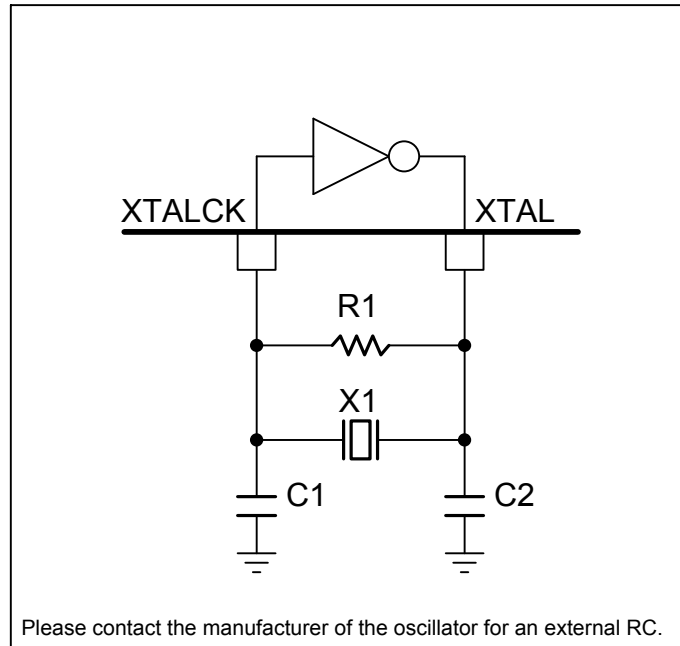 XTALCK XTAL
R1
X1
C1 C2
Please contact the manufacturer of the oscillator for an external RC.